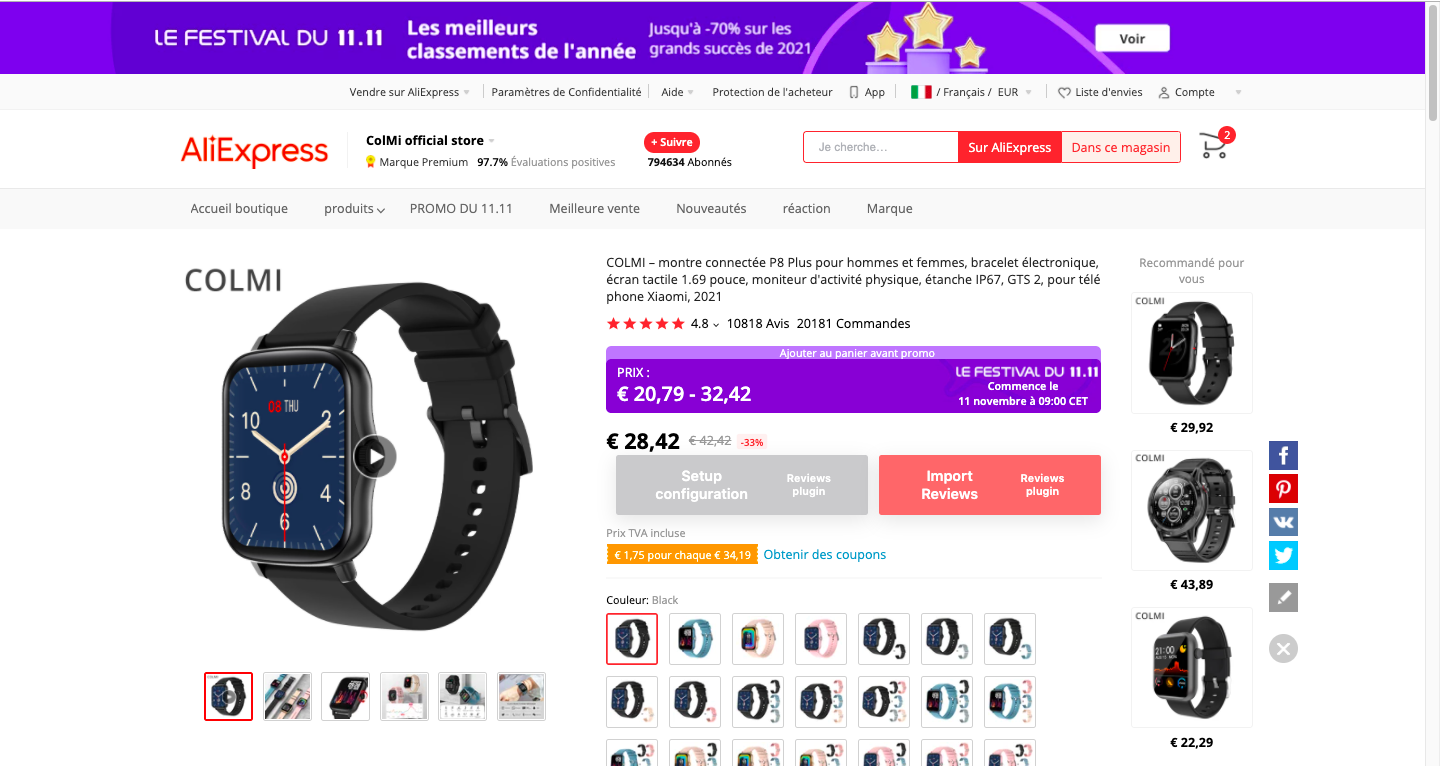 LE FESTIVAL DU 11.11
Les meilleurs
classements de l'année
Jusqu'à -70% sur les
grands succès de 2021
Voir
Vendre sur AliExpress
Paramètres de Confidentialité
Aide
Protection de l'acheteur
App
/ Français / EUR
Liste d'envies
Compte
AliExpress
ColMi official store
Marque Premium 97.7% Évaluations positives
+ Suivre
794634 Abonnés
Je cherche...
Sur AliExpress
Dans ce magasin
2
Accueil boutique
produits
PROMO DU 11.11
Meilleure vente
Nouveautés
réaction
Marque
COLMI
08 THU
10
2
8
4
6
COLMI – montre connectée P8 Plus pour hommes et femmes, bracelet électronique,
écran tactile 1.69 pouce, moniteur d'activité physique, étanche IP67, GTS 2, pour télé
phone Xiaomi, 2021
4.8 10818 Avis 20181 Commandes
Ajouter au panier avant promo
PRIX :
€ 20,79 - 32,42
LE FESTIVAL DU 11.11
Commence le
11 novembre à 09:00 CET
€ 28,42 € 42,42 -33%
Setup
configuration
Reviews
plugin
Import
Reviews
Reviews
plugin
Prix TVA incluse
€ 1,75 pour chaque € 34,19
Obtenir des coupons
Couleur: Black
Recommandé pour
vous
COLMI
€ 29,92
COLMI
€ 43,89
COLMI
21:00
€ 22,29